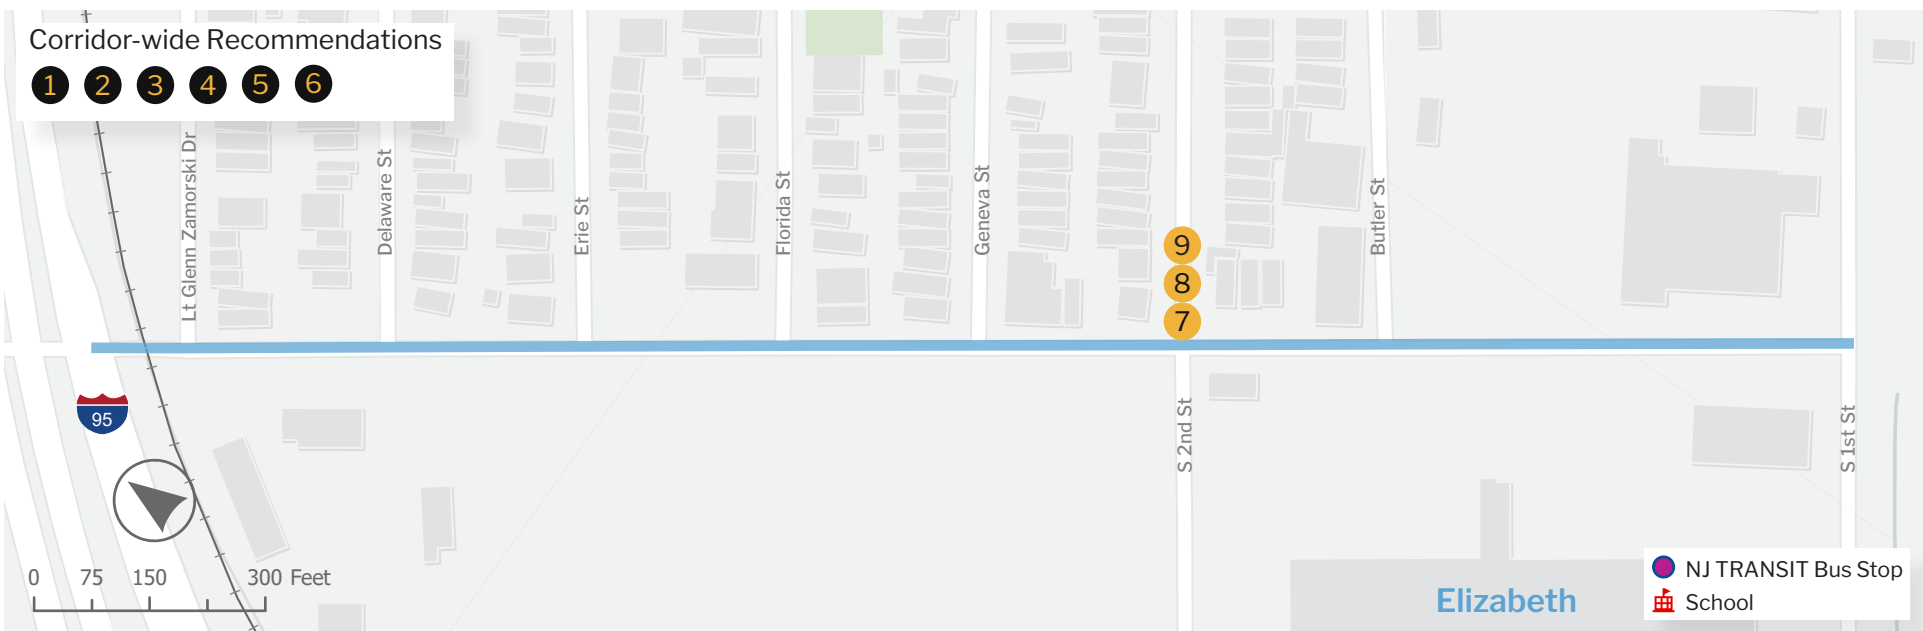 Corridor-wide Recommendations
1 2 3 4 5 6
Lt Glenn Zamorski Dr
Delaware St
Erie St
Florida St
Geneva St
Butler St
9
8
7
S 2nd St
S 1st St
95
0 75 150 300 Feet
Elizabeth
NJ TRANSIT Bus Stop
School